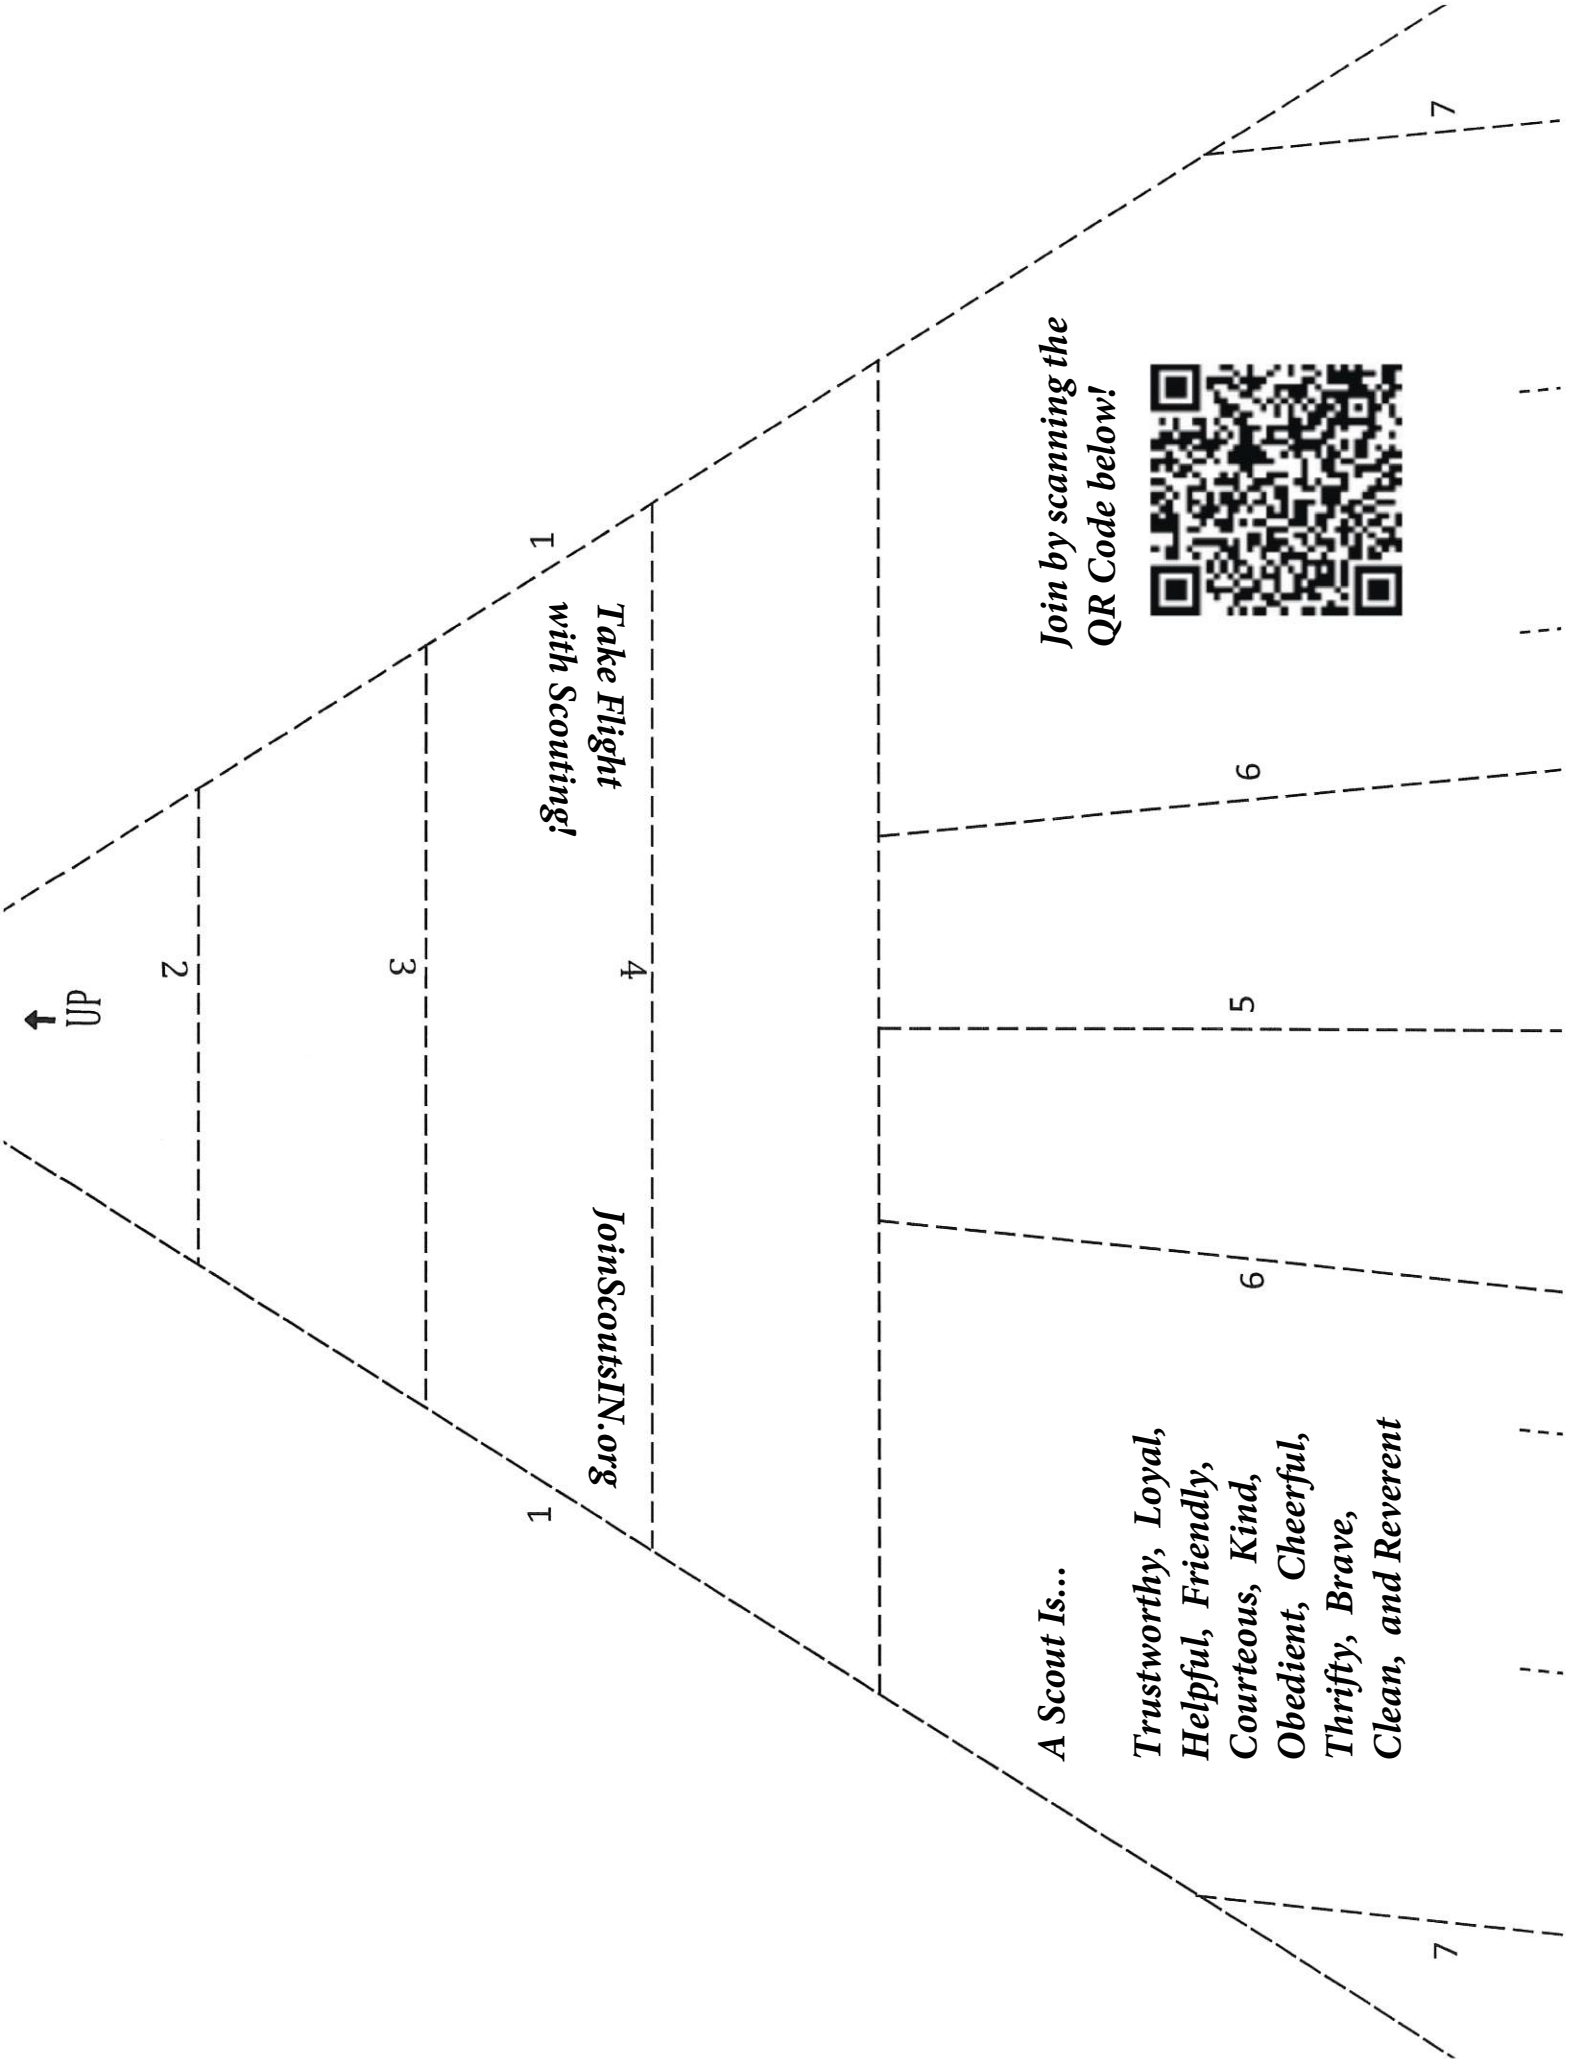 UP
2
3
4
1
1
Take Flight
with Scouting!
JoinScoutsIN.org
5
6
6
7
7
A Scout Is...
Trustworthy, Loyal,
Helpful, Friendly,
Courteous, Kind,
Obedient, Cheerful,
Thrifty, Brave,
Clean, and Reverent
Join by scanning the
QR Code below!